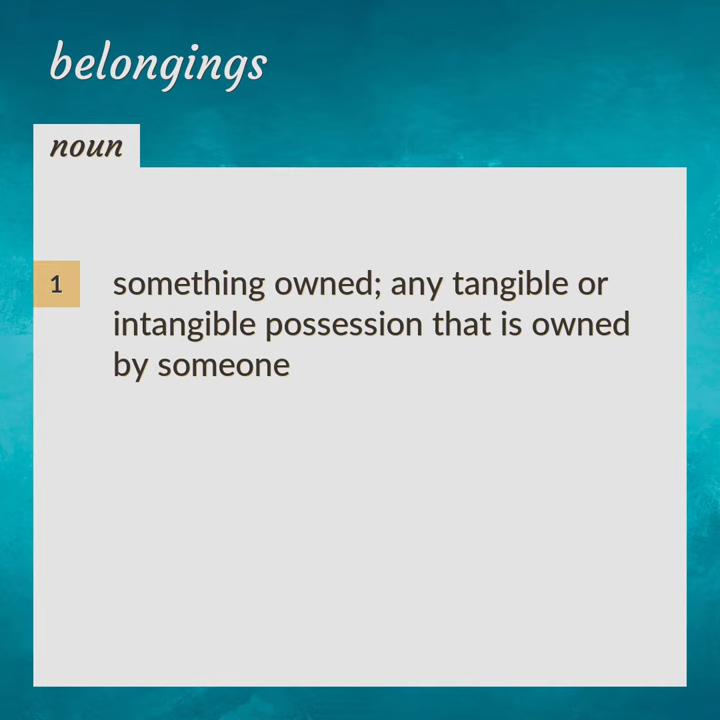 belongings
noun
1
something owned; any tangible or
intangible possession that is owned
by someone